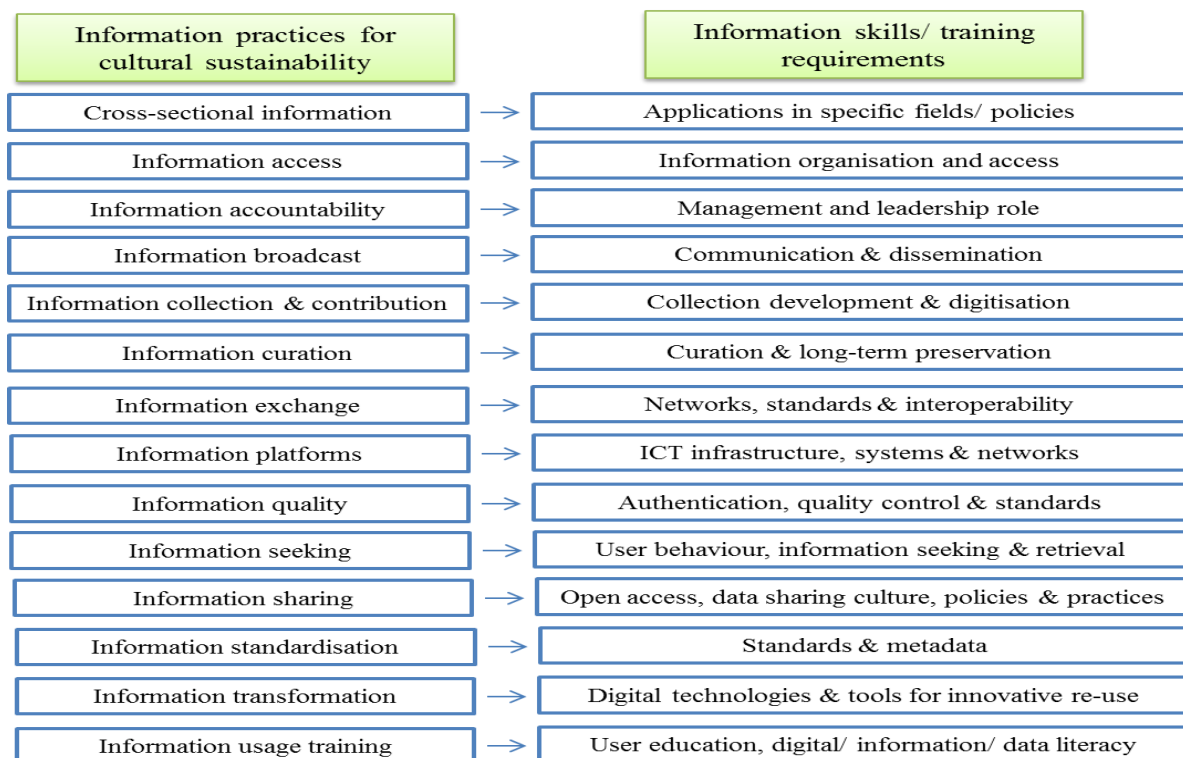 Information practices for
cultural sustainability
Information skills/ training
requirements
Cross-sectional information
Applications in specific fields/ policies
Information access
Information organisation and access
Information accountability
Management and leadership role
Information broadcast
Communication & dissemination
Information collection & contribution
Collection development & digitisation
Information curation
Curation & long-term preservation
Information exchange
Networks, standards & interoperability
Information platforms
ICT infrastructure, systems & networks
Information quality
Authentication, quality control & standards
Information seeking
User behaviour, information seeking & retrieval
Information sharing
Open access, data sharing culture, policies & practices
Information standardisation
Standards & metadata
Information transformation
Digital technologies & tools for innovative re-use
Information usage training
User education, digital/ information/ data literacy